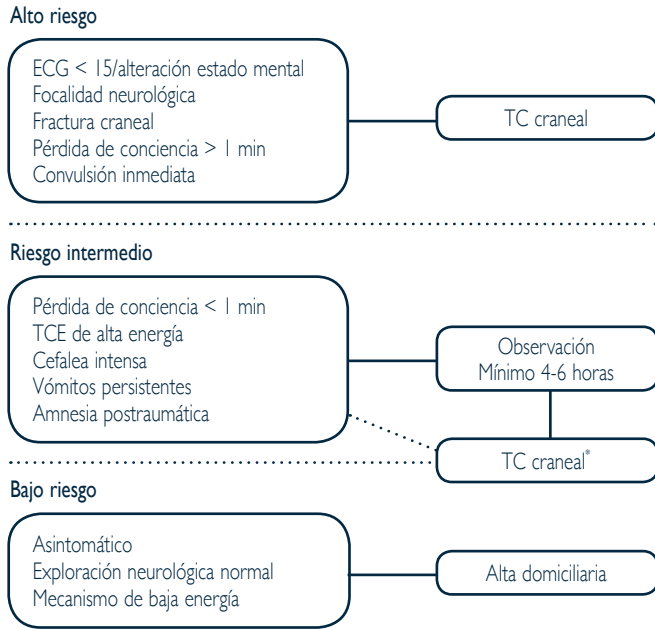 Alto riesgo
ECG < 15/alteración estado mental
Focalidad neurológica
Fractura craneal
Pérdida de conciencia > 1 min
Convulsión inmediata
TC craneal
Riesgo intermedio
Pérdida de conciencia < 1 min
TCE de alta energía
Cefalea intensa
Vómitos persistentes
Amnesia postraumática
Observación
Mínimo 4-6 horas
TC craneal*
Bajo riesgo
Asintomático
Exploración neurológica normal
Mecanismo de baja energía
Alta domiciliaria